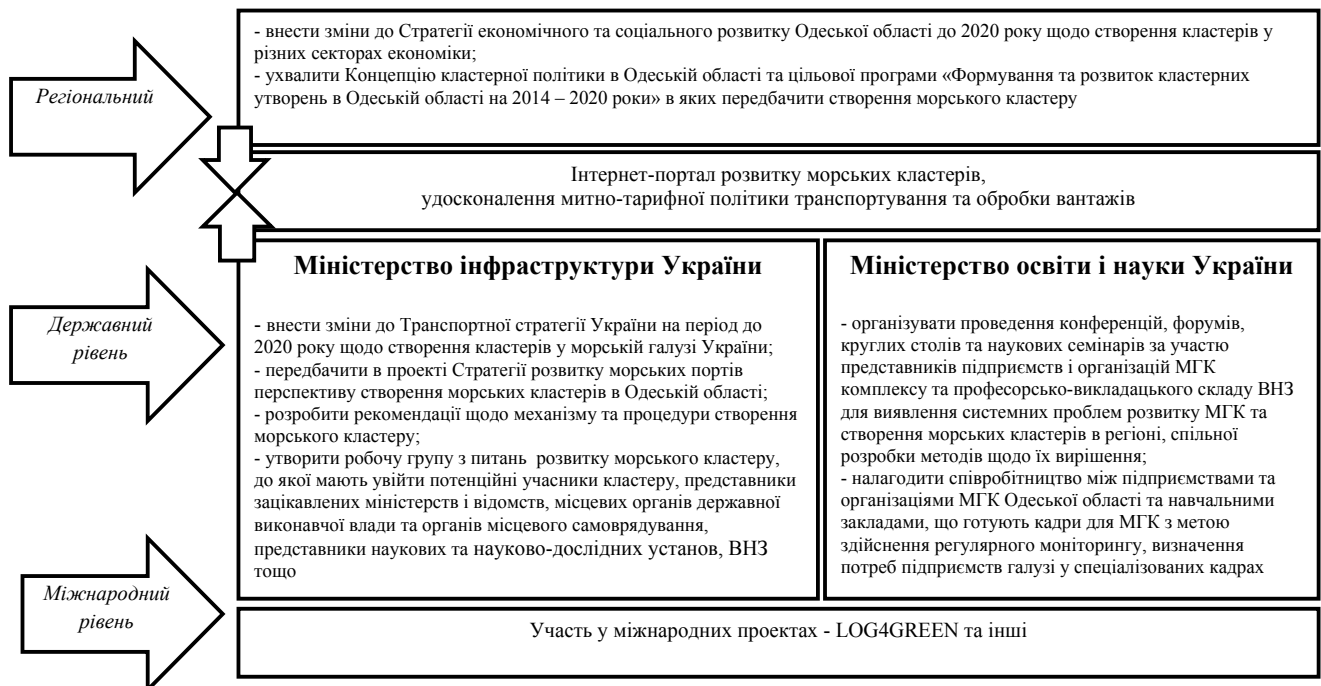 Регіональний
- внести зміни до Стратегії економічного та соціального розвитку Одеської області до 2020 року щодо створення кластерів у
різних секторах економіки;
- ухвалити Концепцію кластерної політики в Одеській області та цільової програми «Формування та розвиток кластерних
утворень в Одеській області на 2014 – 2020 роки» в яких передбачити створення морського кластеру
Інтернет-портал розвитку морських кластерів,
удосконалення митно-тарифної політики транспортування та обробки вантажів
Державний
рівень
Міністерство інфраструктури України
- внести зміни до Транспортної стратегії України на період до
2020 року щодо створення кластерів у морській галузі України;
- передбачити в проекті Стратегії розвитку морських портів
перспективу створення морських кластерів в Одеській області;
- розробити рекомендації щодо механізму та процедури створення
морського кластеру;
- утворити робочу групу з питань  розвитку морського кластеру,
до якої мають увійти потенційні учасники кластеру, представники
зацікавлених міністерств і відомств, місцевих органів державної
виконавчої влади та органів місцевого самоврядування,
представники наукових та науково-дослідних установ, ВНЗ
тощо
Міністерство освіти і науки України
- організувати проведення конференцій, форумів,
круглих столів та наукових семінарів за участю
представників підприємств і організацій МГК
комплексу та професорсько-викладацького складу ВНЗ
для виявлення системних проблем розвитку МГК та
створення морських кластерів в регіоні, спільної
розробки методів щодо їх вирішення;
- налагодити співробітництво між підприємствами та
організаціями МГК Одеської області та навчальними
закладами, що готують кадри для МГК з метою
здійснення регулярного моніторингу, визначення
потреб підприємств галузі у спеціалізованих кадрах
Міжнародний
рівень
Участь у міжнародних проектах - LOG4GREEN та інші